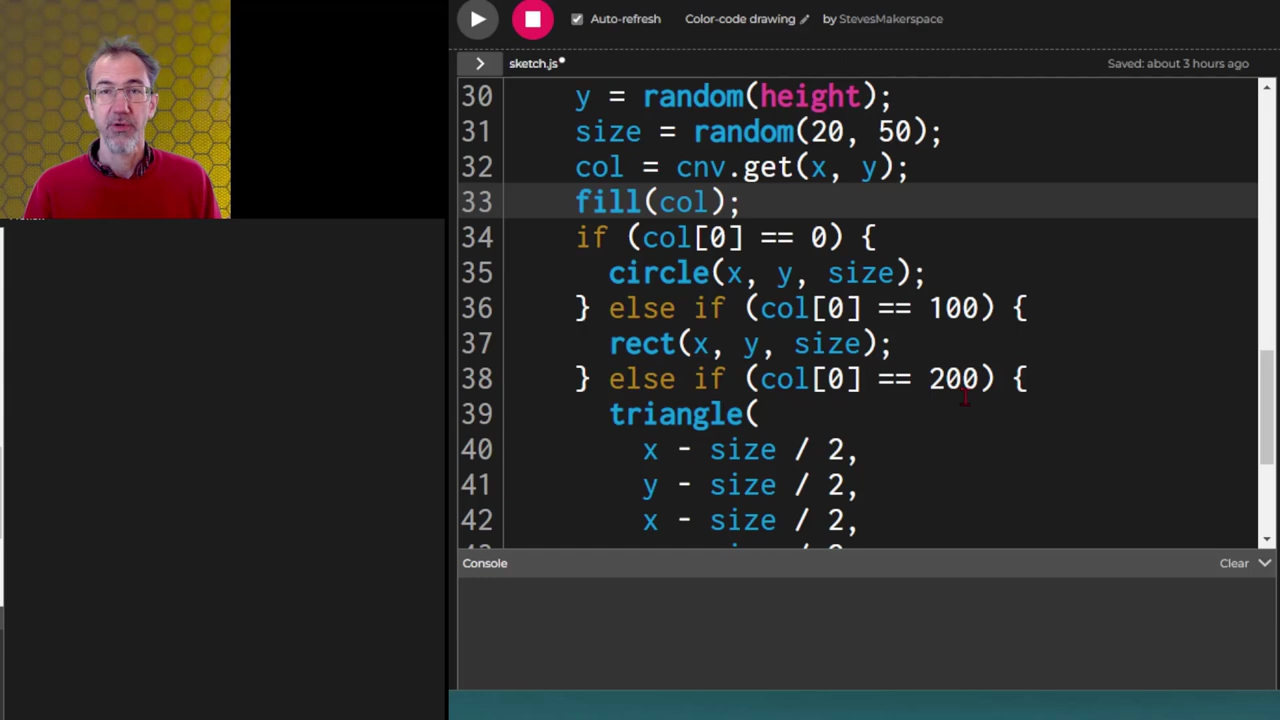 Auto-refresh Color-code drawing by StevesMakerspace
sketch.js Saved: about 3 hours ago
30 y = random(height);
31 size = random(20, 50);
32 col = cnv.get(x, y);
33 fill(col);
34 if (col[0] == 0) {
35 circle(x, y, size);
36 } else if (col[0] == 100) {
37 rect(x, y, size);
38 } else if (col[0] == 200) {
39 triangle(
40 x - size / 2,
41 y - size / 2,
42 x - size / 2,
Console Clear